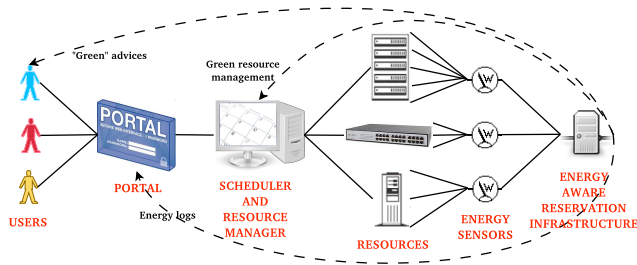 "Green" advices
Green resource
management
PORTAL
PORTAL
USERS
Energy logs
SCHEDULER
AND
RESOURCE
MANAGER
RESOURCES
ENERGY
SENSORS
ENERGY
AWARE
RESERVATION
INFRASTRUCTURE